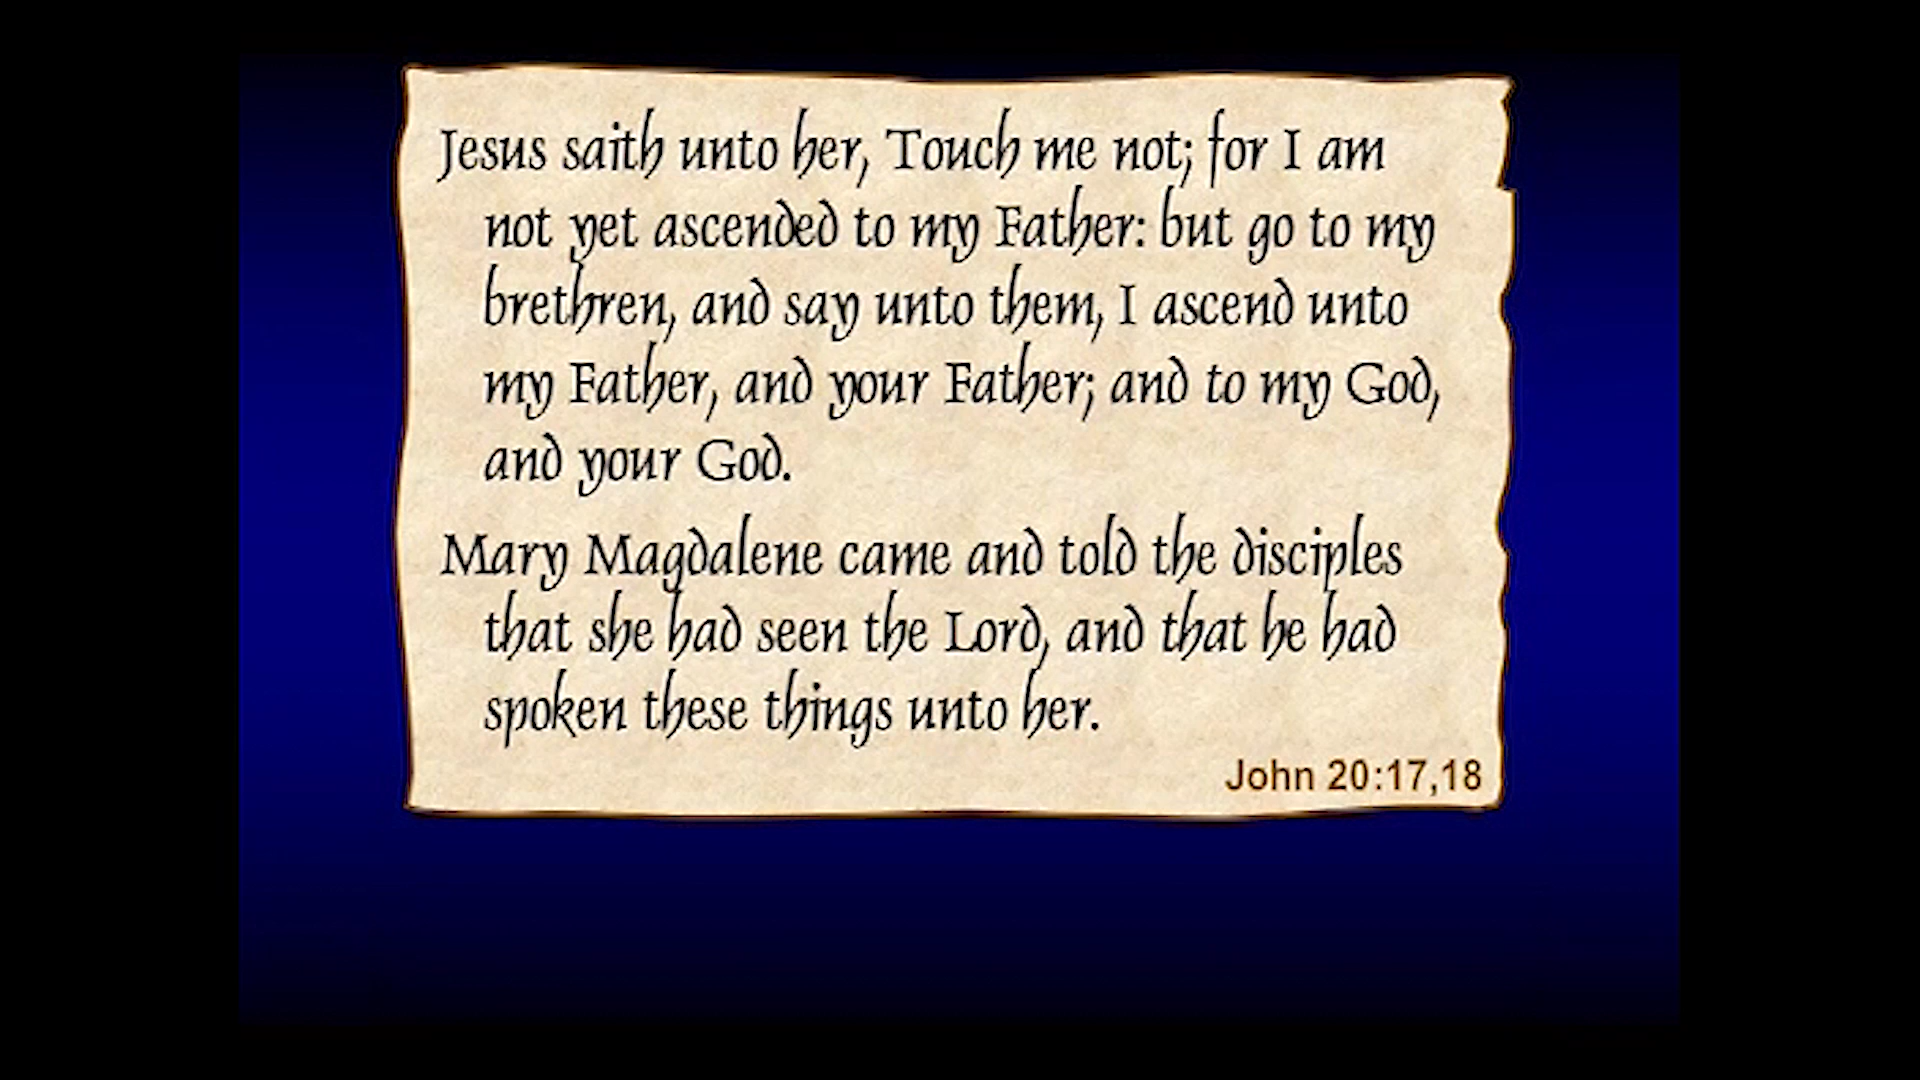 Jesus saith unto her, Touch me not; for I am
not yet ascended to my Father: but go to my
brethren, and say unto them, I ascend unto
my Father, and your Father; and to my God,
and your God.
Mary Magdalene came and told the disciples
that she had seen the Lord, and that he had
spoken these things unto her.
John 20:17,18